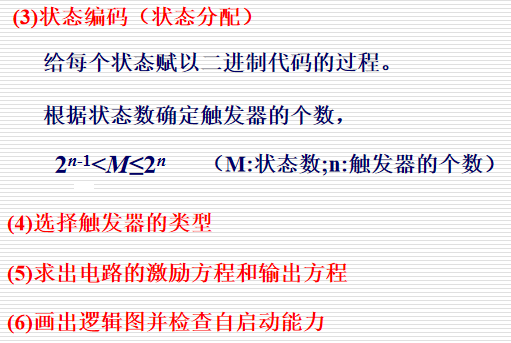 (3)状态编码（状态分配）
给每个状态赋以二进制代码的过程。
根据状态数确定触发器的个数，
2ⁿ⁻¹<M≤2ⁿ （M:状态数;n:触发器的个数）
(4)选择触发器的类型
(5)求出电路的激励方程和输出方程
(6)画出逻辑图并检查自启动能力